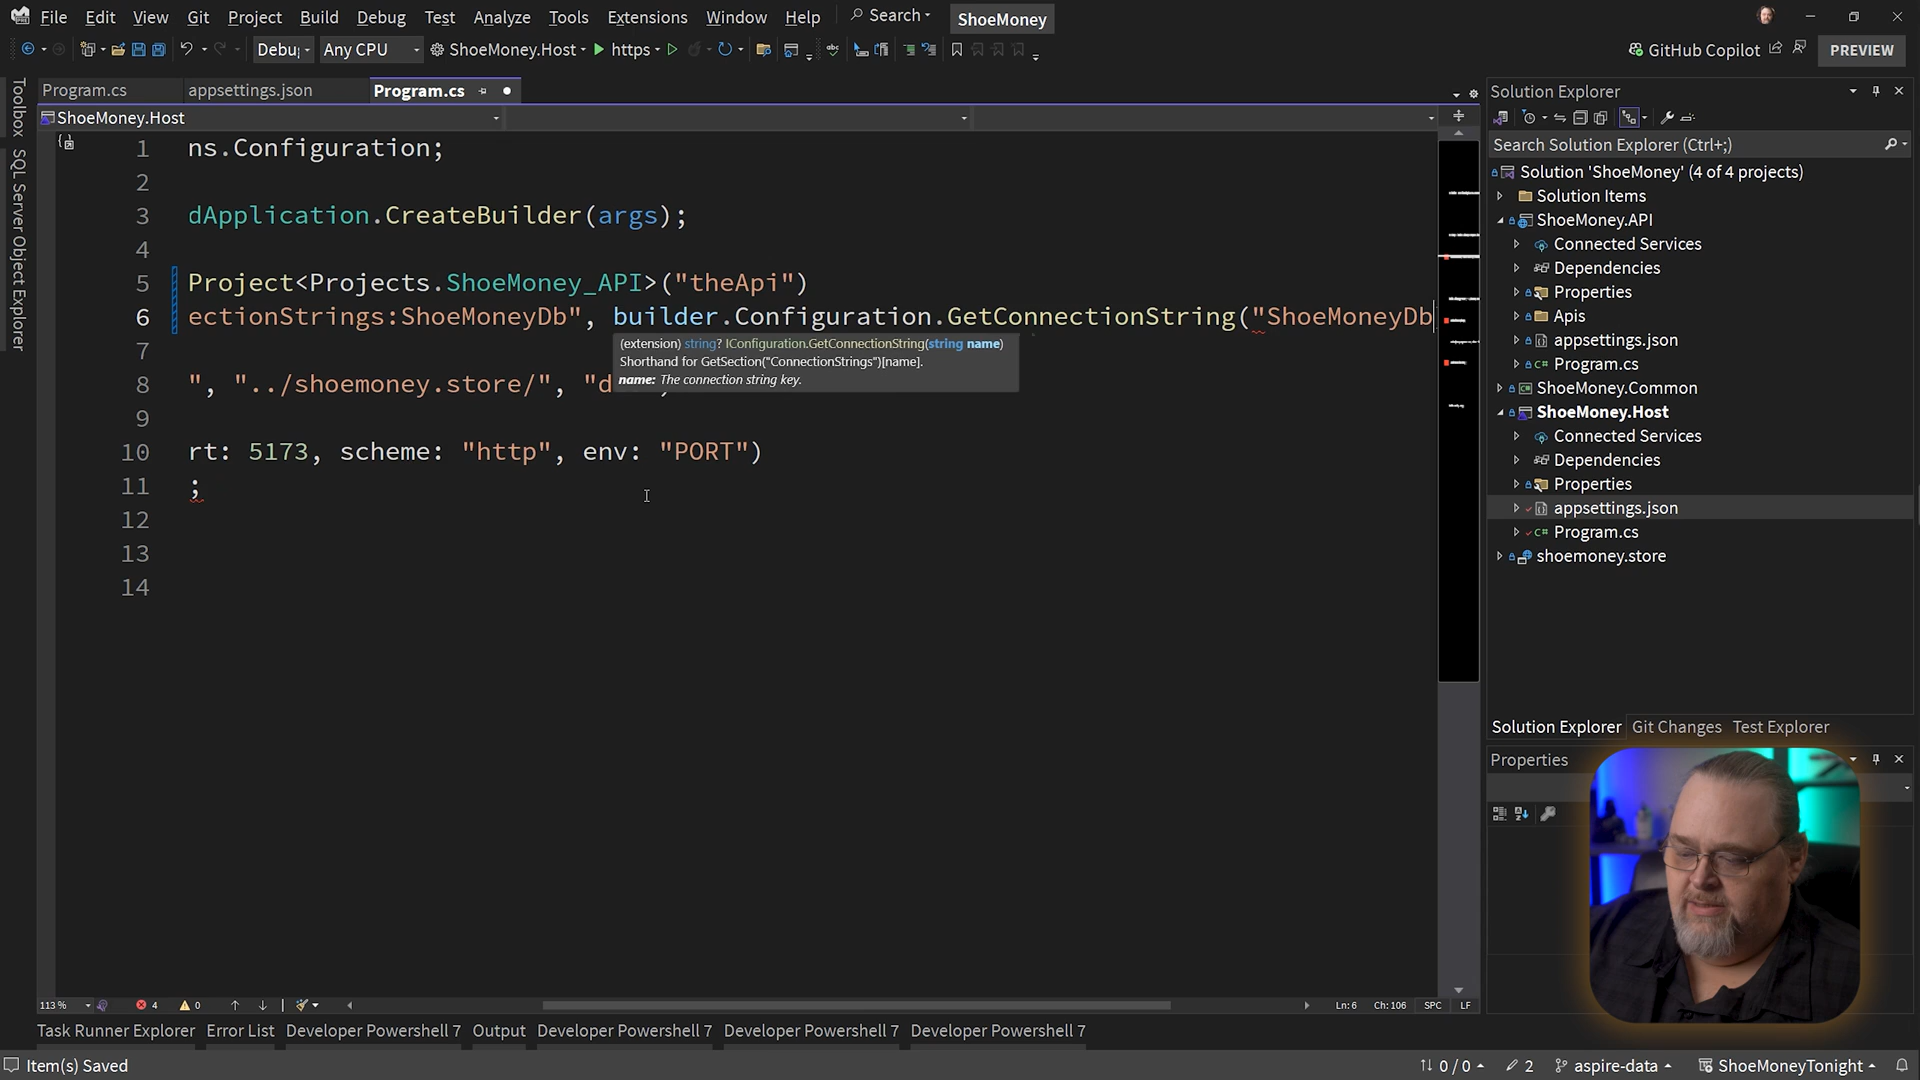 File Edit View Git Project Build Debug Test Analyze Tools Extensions Window Help Search ShoeMoney
Debug Any CPU ShoeMoney.Host https GitHub Copilot PREVIEW
Toolbox
SQL Server Object Explorer
Program.cs appsettings.json Program.cs
ShoeMoney.Host
1 ns.Configuration;
2
3 dApplication.CreateBuilder(args);
4
5 Project<Projects.ShoeMoney_API>("theApi")
6 ectionStrings:ShoeMoneyDb", builder.Configuration.GetConnectionString("ShoeMoneyDb
(extension) string? IConfiguration.GetConnectionString(string name)
Shorthand for GetSection("ConnectionStrings")[name].
name: The connection string key.
7
8 ", "../shoemoney.store/", "d
9
10 rt: 5173, scheme: "http", env: "PORT")
11 ;
12
13
14
113 % 4 0 Ln:6 Ch:106 SPC LF
Task Runner Explorer Error List Developer Powershell 7 Output Developer Powershell 7 Developer Powershell 7 Developer Powershell 7
Item(s) Saved 0 / 0 2 aspire-data ShoeMoneyTonight
Solution Explorer
Search Solution Explorer (Ctrl+;)
Solution 'ShoeMoney' (4 of 4 projects)
Solution Items
ShoeMoney.API
Connected Services
Dependencies
Properties
Apis
appsettings.json
Program.cs
ShoeMoney.Common
ShoeMoney.Host
Connected Services
Dependencies
Properties
appsettings.json
Program.cs
shoemoney.store
Solution Explorer Git Changes Test Explorer
Properties